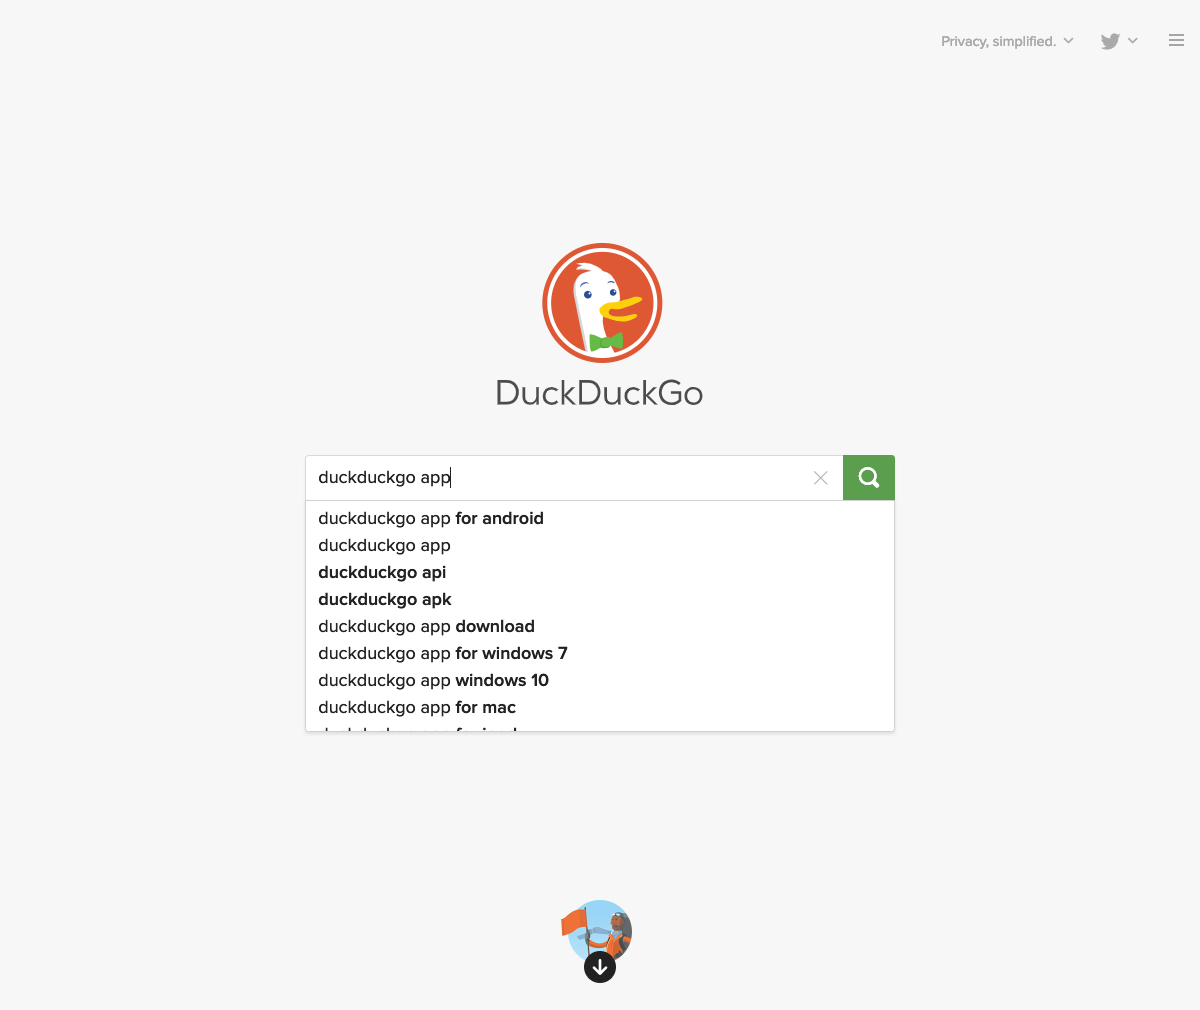 Privacy, simplified.
DuckDuckGo
duckduckgo app
duckduckgo app for android
duckduckgo app
duckduckgo api
duckduckgo apk
duckduckgo app download
duckduckgo app for windows 7
duckduckgo app windows 10
duckduckgo app for mac